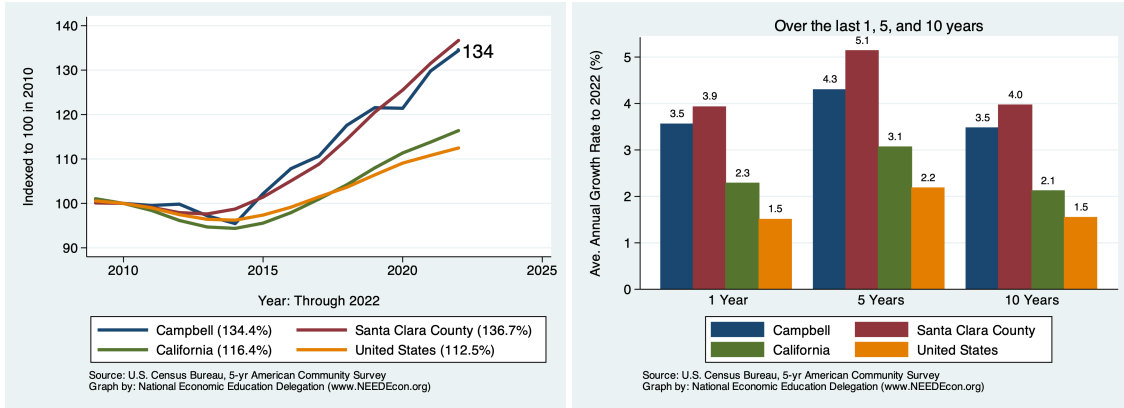 Indexed to 100 in 2010
140
130
120
110
100
90
134
2010 2015 2020 2025
Year: Through 2022
Campbell (134.4%) Santa Clara County (136.7%)
California (116.4%) United States (112.5%)
Source: U.S. Census Bureau, 5-yr American Community Survey
Graph by: National Economic Education Delegation (www.NEEDEcon.org)
Over the last 1, 5, and 10 years
Ave. Annual Growth Rate to 2022 (%)
5
4
3
2
1
0
3.5 3.9 2.3 1.5
4.3 5.1 3.1 2.2
3.5 4.0 2.1 1.5
1 Year 5 Years 10 Years
Campbell Santa Clara County
California United States
Source: U.S. Census Bureau, 5-yr American Community Survey
Graph by: National Economic Education Delegation (www.NEEDEcon.org)